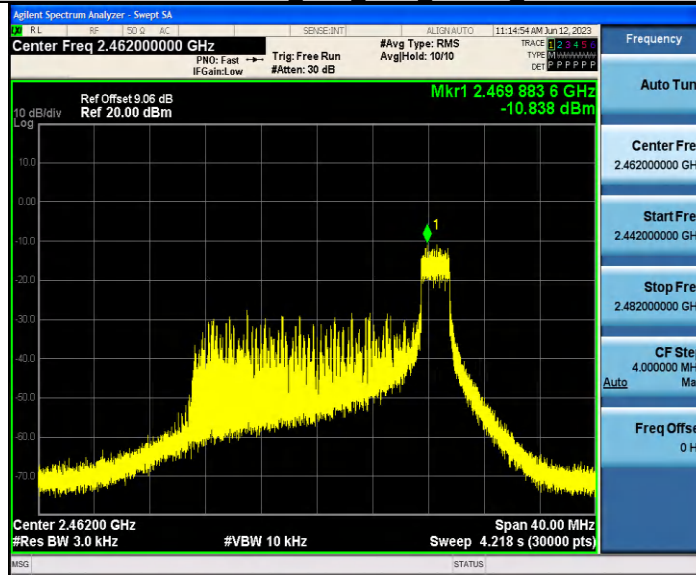 Agilent Spectrum Analyzer - Swept SA
RL RF 50 Ω AC SENSE:INT ALIGN AUTO 11:14:54 AM Jun 12, 2023
Center Freq 2.462000000 GHz
PNO: Fast
IFGain:Low
Trig: Free Run
#Atten: 30 dB
#Avg Type: RMS
Avg|Hold: 10/10
TRACE 1 2 3 4 5 6
TYPE M
DET P P P P P P
Ref Offset 9.06 dB
Ref 20.00 dBm
10 dB/div
Log
Mkr1 2.469 883 6 GHz
-10.838 dBm
10.0
0.00
-10.0
-20.0
-30.0
-40.0
-50.0
-60.0
-70.0
1
Center 2.46200 GHz
#Res BW 3.0 kHz
#VBW 10 kHz
Span 40.00 MHz
Sweep 4.218 s (30000 pts)
MSG
STATUS
Frequency
Auto Tun
Center Fre
2.462000000 GH
Start Fre
2.442000000 GH
Stop Fre
2.482000000 GH
CF Ste
4.000000 MH
Auto Ma
Freq Offse
0 H